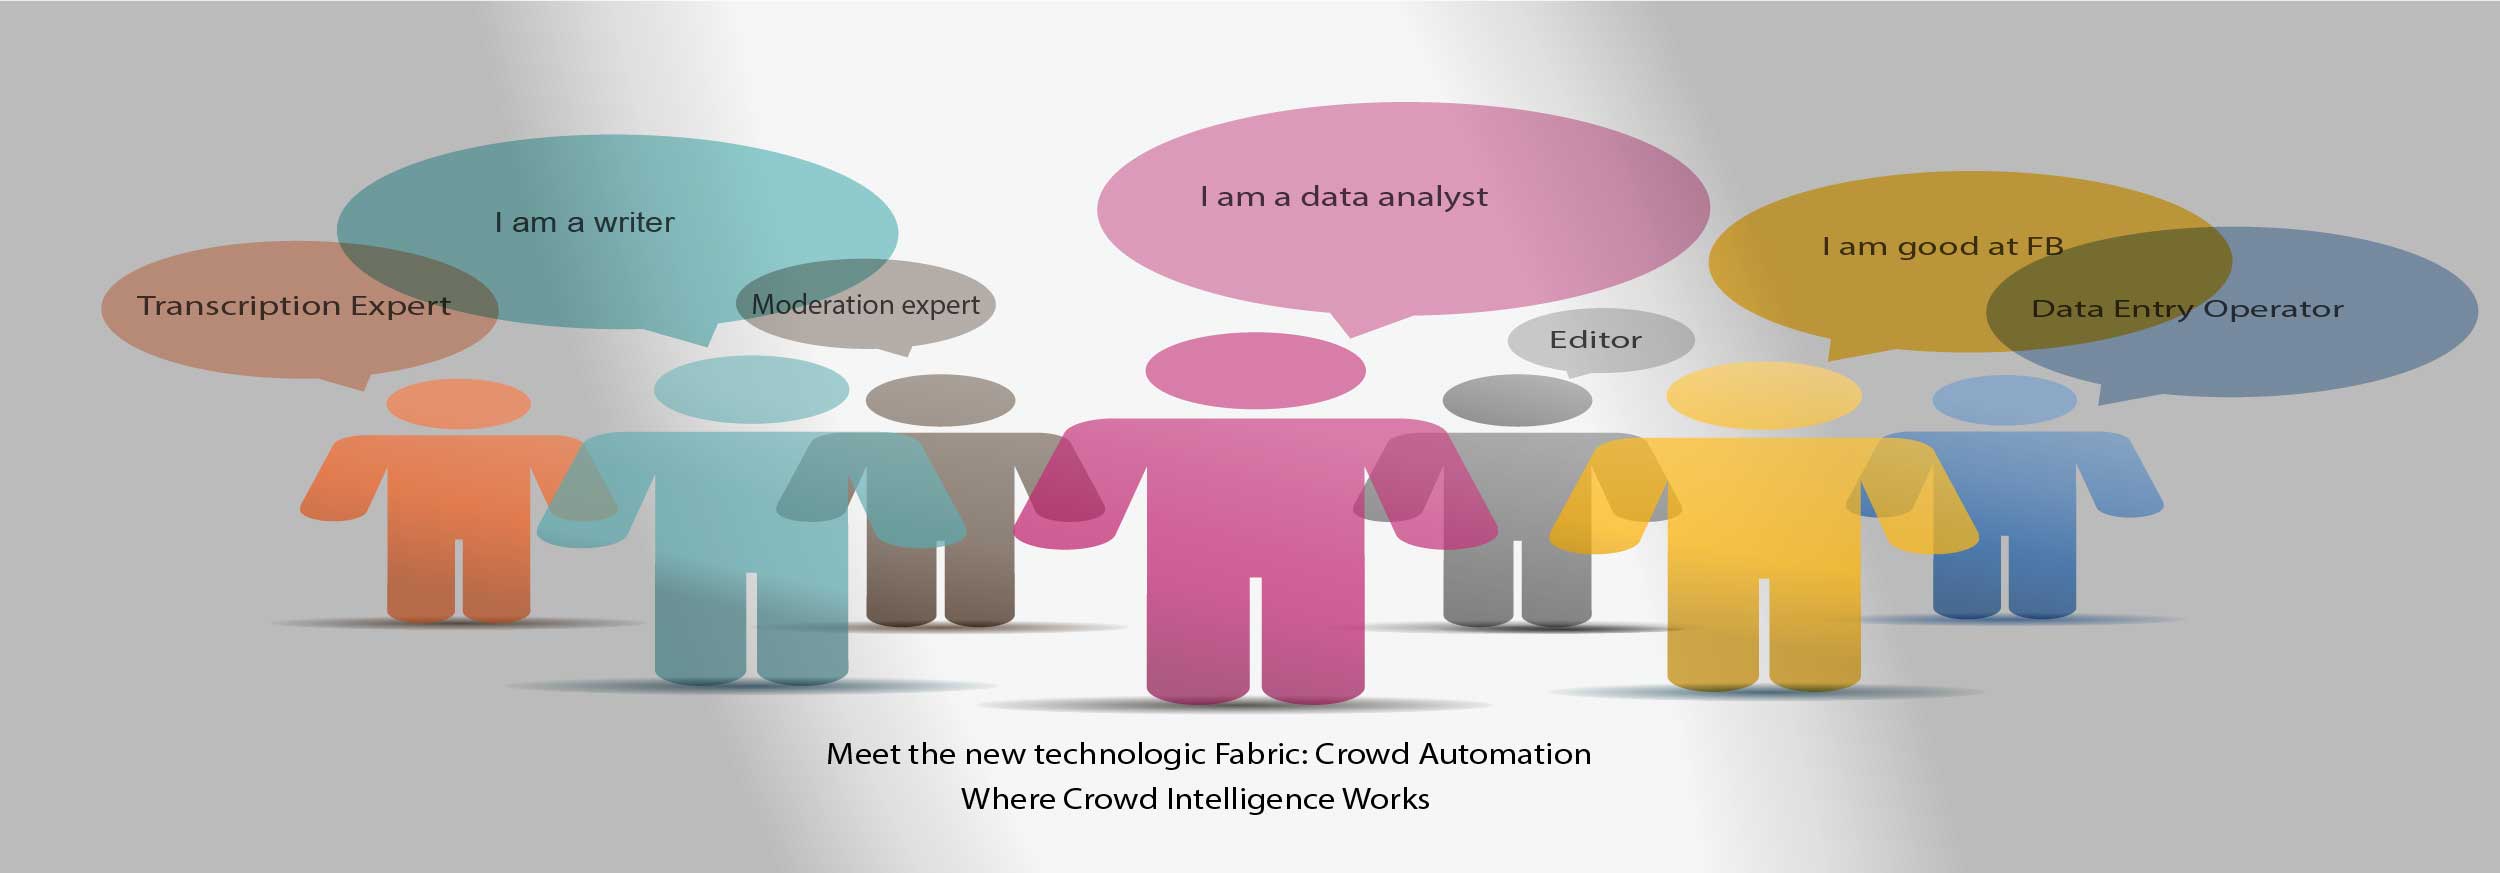 I am a writer
I am a data analyst
I am good at FB
Transcription Expert
Moderation expert
Editor
Data Entry Operator
Meet the new technologic Fabric: Crowd Automation
Where Crowd Intelligence Works